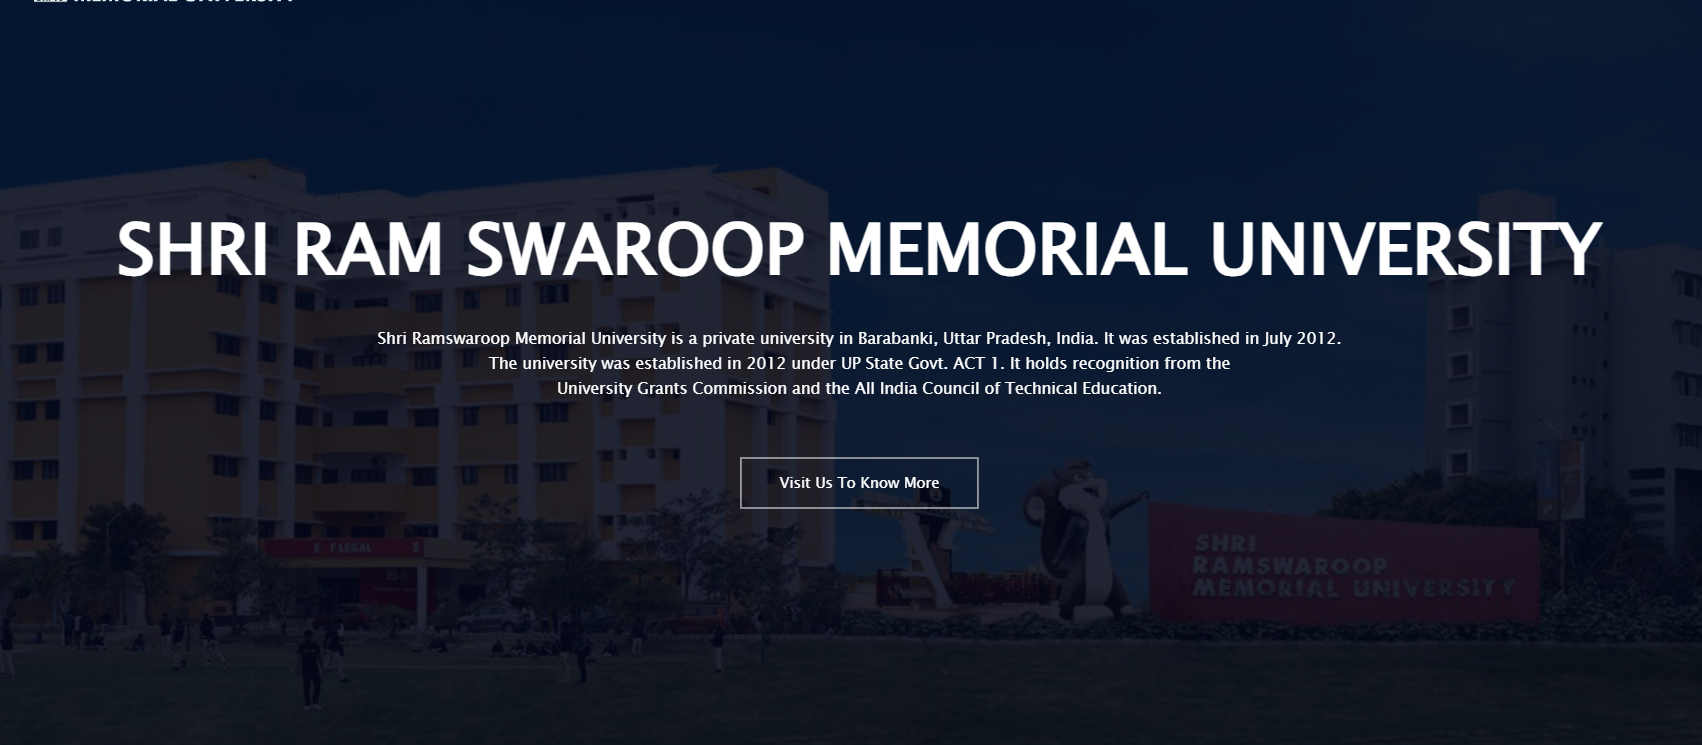 MEMORIAL UNIVERSITY
SHRI RAM SWAROOP MEMORIAL UNIVERSITY
Shri Ramswaroop Memorial University is a private university in Barabanki, Uttar Pradesh, India. It was established in July 2012.
The university was established in 2012 under UP State Govt. ACT 1. It holds recognition from the
University Grants Commission and the All India Council of Technical Education.
Visit Us To Know More
SHRI
RAMSWAROOP
MEMORIAL UNIVERSITY
LEGAL